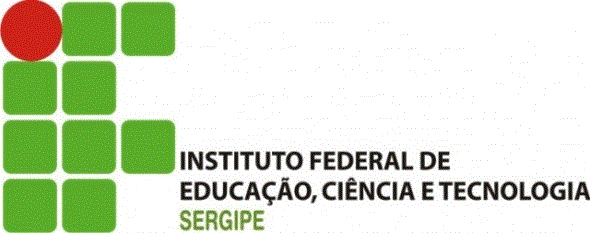 INSTITUTO FEDERAL DE
EDUCAÇÃO, CIÊNCIA E TECNOLOGIA
SERGIPE